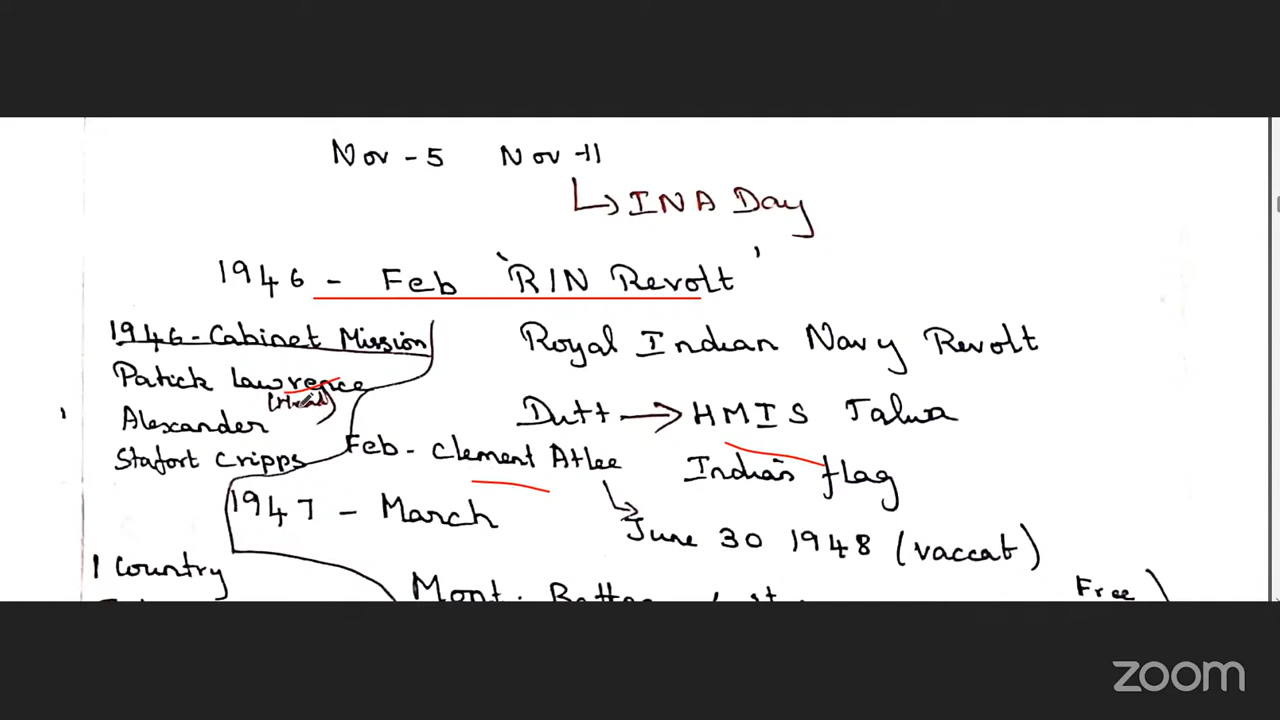 Nov - 5 Nov - 11
↳ INA Day
1946 - Feb 'RIN Revolt'
1946 - Cabinet Mission
Patick Lawrence
(Head)
Alexander
Stafort Cripps
Royal Indian Navy Revolt
Dutt → HMIS Talwa
Indian flag
Feb - Clement Atlee
June 30 1948 (vaccat)
1947 - March
1 Country
Free
zoom